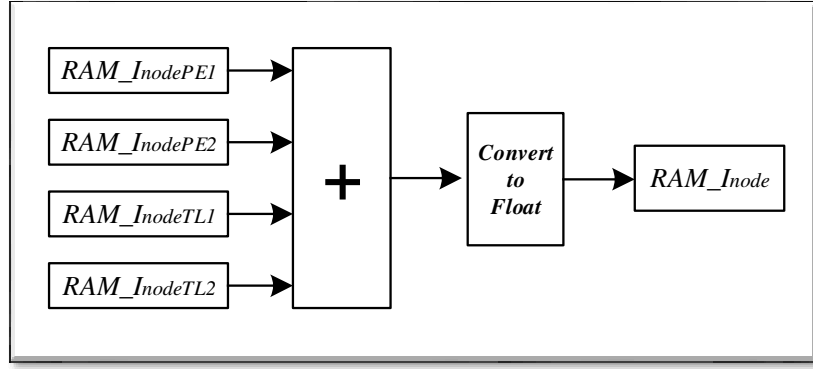 RAM_InodePE1
RAM_InodePE2
RAM_InodeTL1
RAM_InodeTL2
+
Convert
to
Float
RAM_Inode